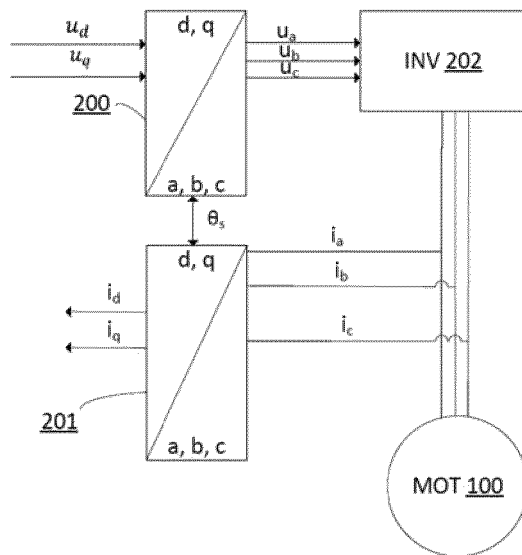 u_d
u_q
d, q
200
a, b, c
u_a
u_b
u_c
INV 202
θ_s
d, q
201
a, b, c
i_d
i_q
i_a
i_b
i_c
MOT 100